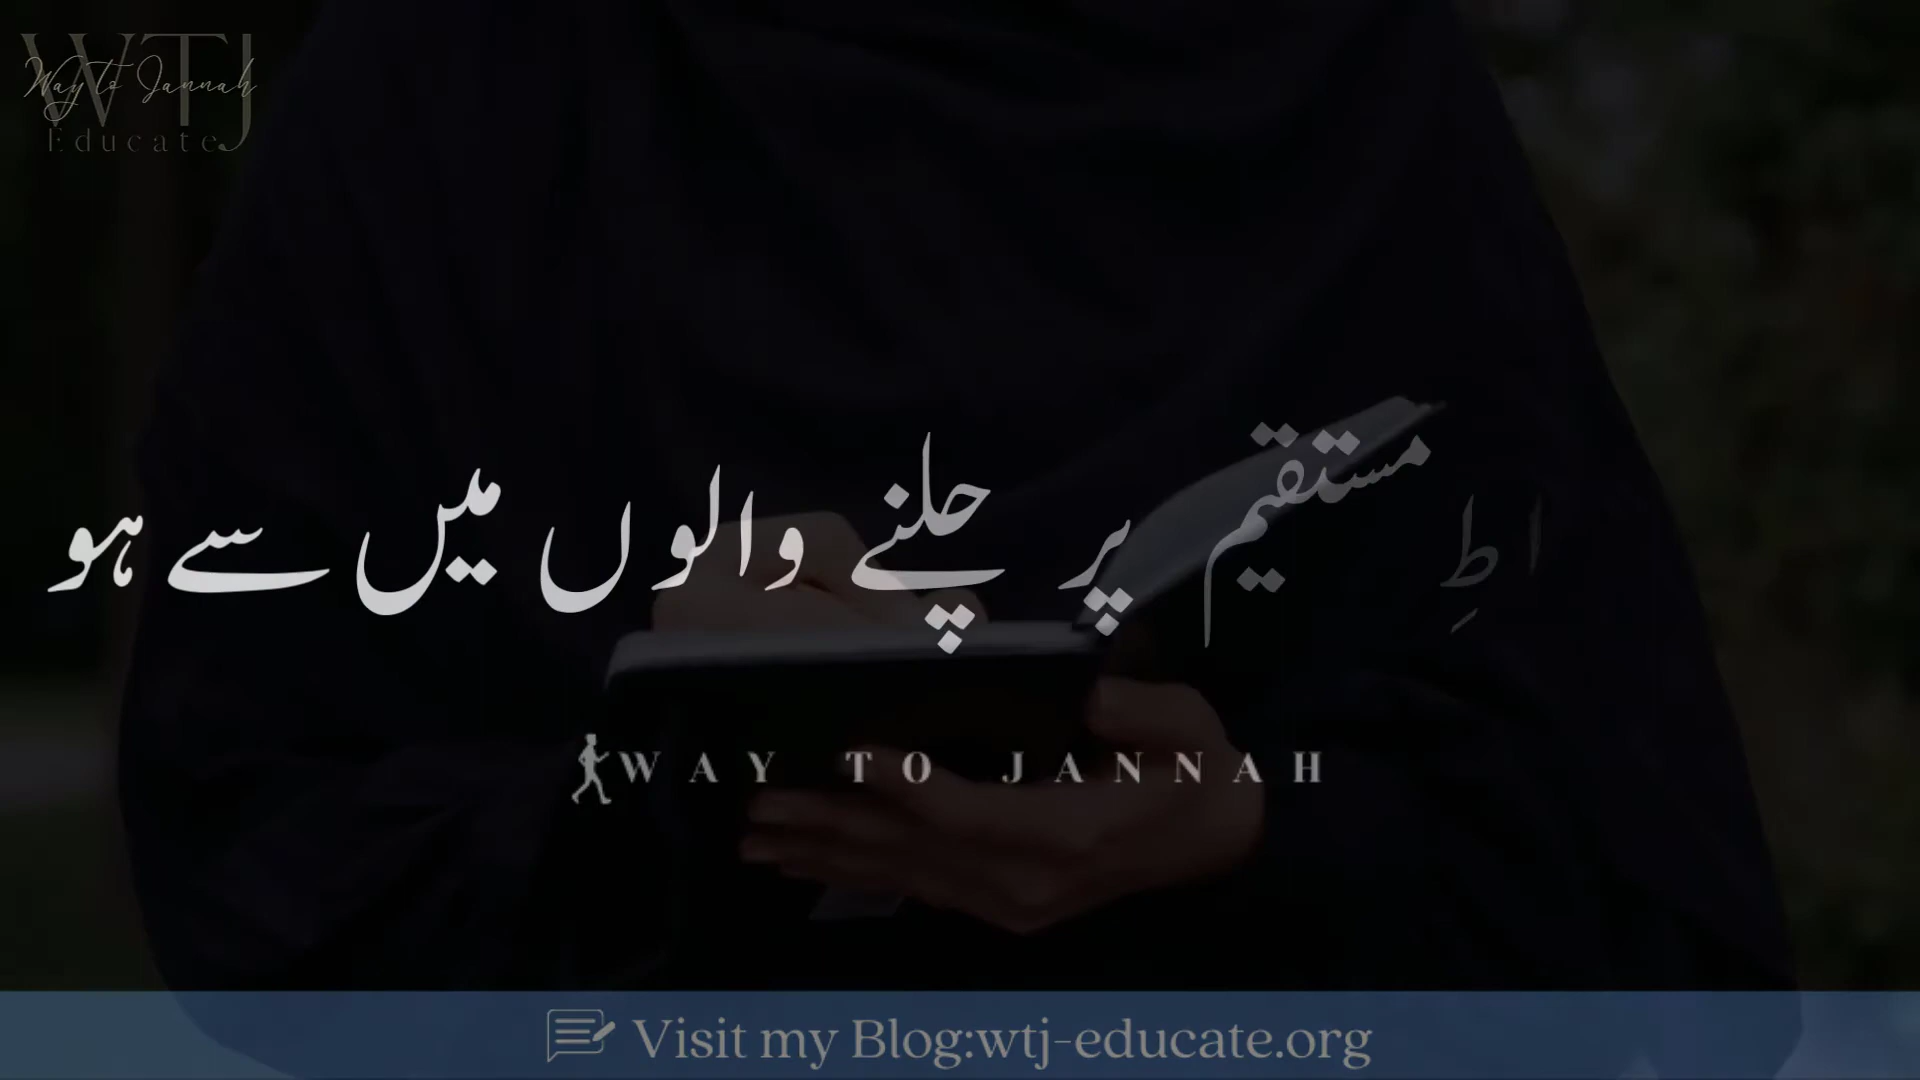 WTJ
Way to Jannah
Educate
مستقیم پر چلنے والوں میں سے ہو
WAY TO JANNAH
Visit my Blog:wtj-educate.org